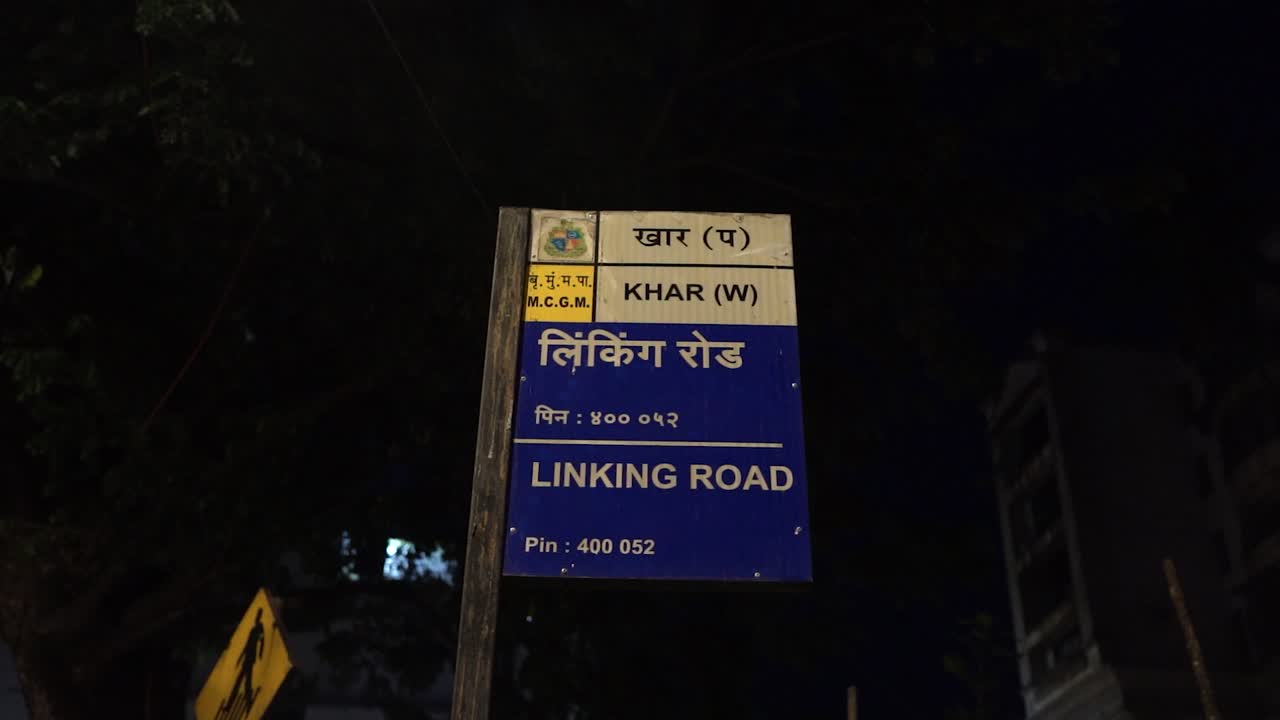 खार (प)
बृ.मुं.म.पा.
M.C.G.M.
KHAR (W)
लिंकिंग रोड
पिन : ४०० ०५२
LINKING ROAD
Pin : 400 052